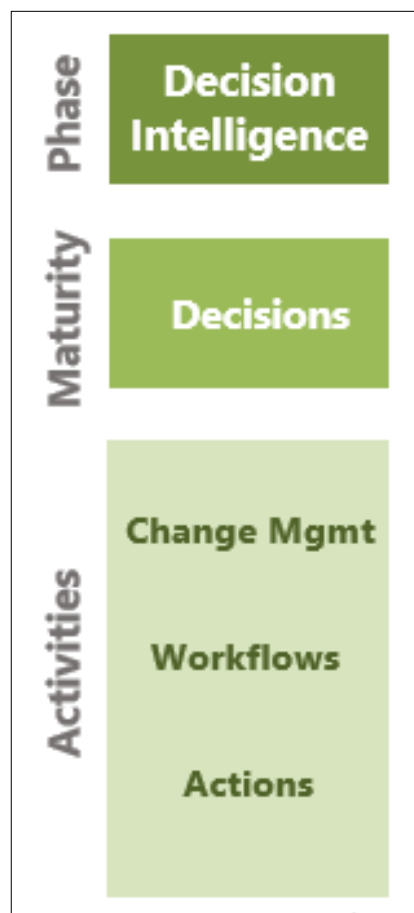 Phase
Decision
Intelligence
Maturity
Decisions
Activities
Change Mgmt
Workflows
Actions